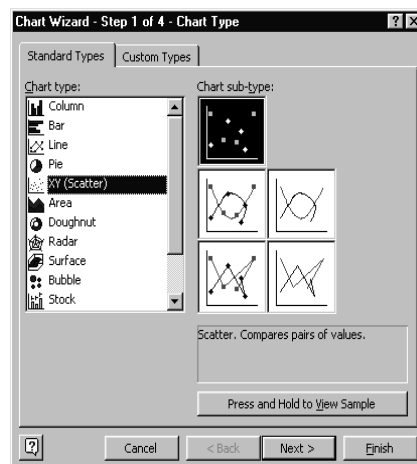 Chart Wizard - Step 1 of 4 - Chart Type
Standard Types
Custom Types
Chart type:
Column
Bar
Line
Pie
XY (Scatter)
Area
Doughnut
Radar
Surface
Bubble
Stock
Chart sub-type:
Scatter. Compares pairs of values.
Press and Hold to View Sample
Cancel
< Back
Next >
Finish